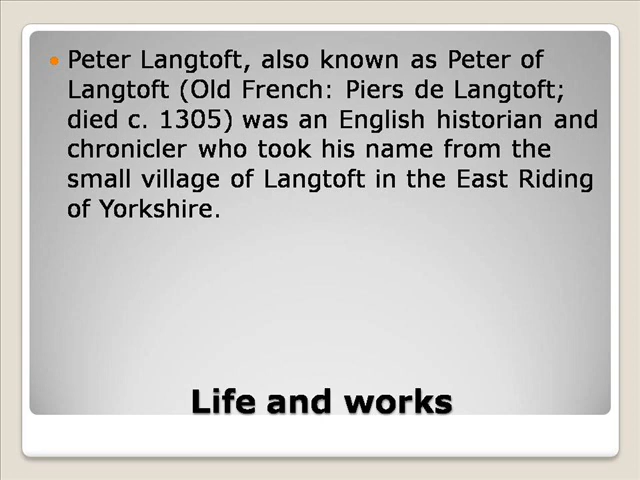 Peter Langtoft, also known as Peter of
Langtoft (Old French: Piers de Langtoft;
died c. 1305) was an English historian and
chronicler who took his name from the
small village of Langtoft in the East Riding
of Yorkshire.
Life and works